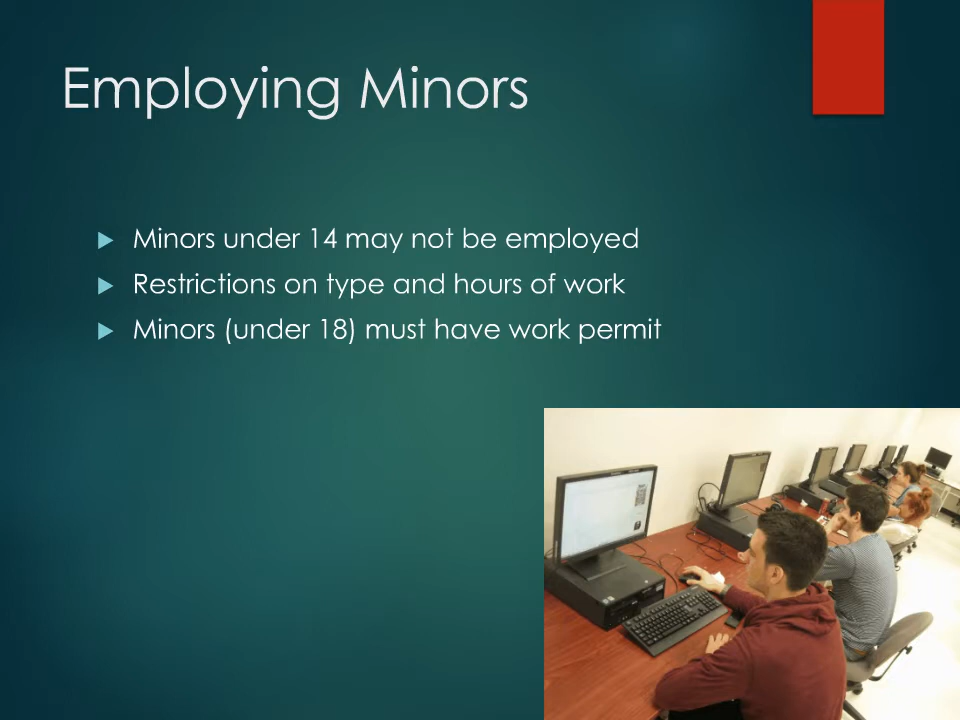 Employing Minors
Minors under 14 may not be employed
Restrictions on type and hours of work
Minors (under 18) must have work permit